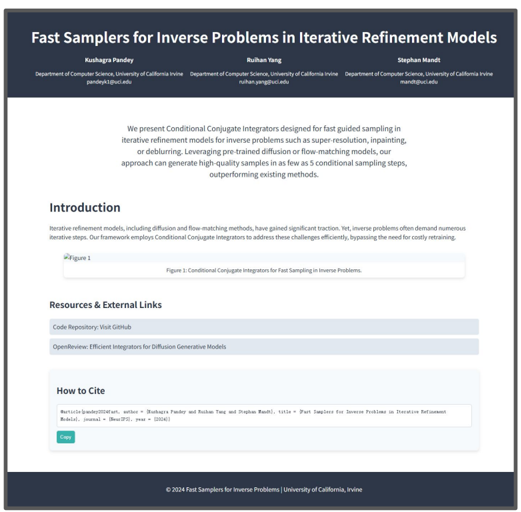 Fast Samplers for Inverse Problems in Iterative Refinement Models
Kushagra Pandey
Department of Computer Science, University of California Irvine
pandeyk1@uci.edu
Ruihan Yang
Department of Computer Science, University of California Irvine
ruihan.yang@uci.edu
Stephan Mandt
Department of Computer Science, University of California Irvine
mandt@uci.edu
We present Conditional Conjugate Integrators designed for fast guided sampling in
iterative refinement models for inverse problems such as super-resolution, inpainting,
or deblurring. Leveraging pre-trained diffusion or flow-matching models, our
approach can generate high-quality samples in as few as 5 conditional sampling steps,
outperforming existing methods.
Introduction
Iterative refinement models, including diffusion and flow-matching methods, have gained significant traction. Yet, inverse problems often demand numerous
iterative steps. Our framework employs Conditional Conjugate Integrators to address these challenges efficiently, bypassing the need for costly retraining.
Figure 1
Figure 1: Conditional Conjugate Integrators for Fast Sampling in Inverse Problems.
Resources & External Links
Code Repository: Visit GitHub
OpenReview: Efficient Integrators for Diffusion Generative Models
How to Cite
@article{pandey2024fast, author = {Kushagra Pandey and Ruihan Yang and Stephan Mandt}, title = {Fast Samplers for Inverse Problems in Iterative Refinement
Models}, journal = {NeurIPS}, year = {2024}}
Copy
© 2024 Fast Samplers for Inverse Problems | University of California, Irvine